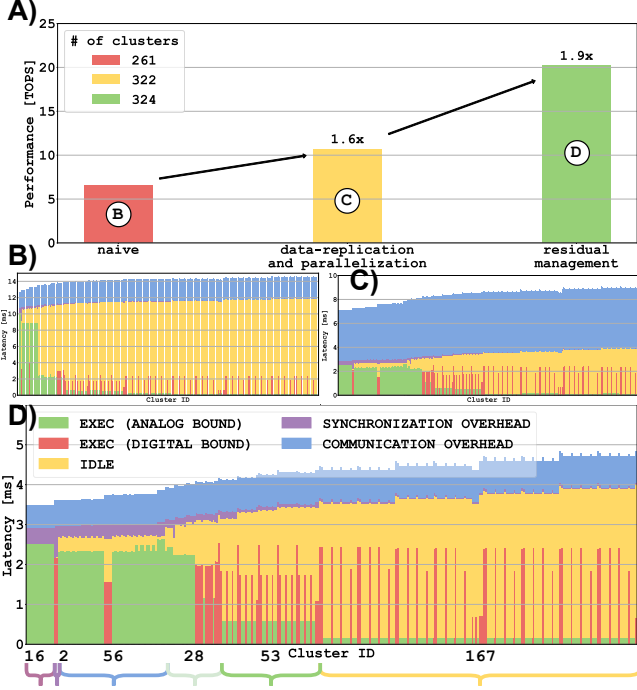 A)
25
20
15
10
5
0
Performance [TOPS]
# of clusters
261
322
324
1.6x
1.9x
B
C
D
naive
data-replication
and parallelization
residual
management
B)
14
12
10
8
6
4
2
0
Latency [ms]
Cluster ID
C)
10
8
6
4
2
0
Latency [ms]
Cluster ID
D)
EXEC (ANALOG BOUND)
EXEC (DIGITAL BOUND)
IDLE
SYNCHRONIZATION OVERHEAD
COMMUNICATION OVERHEAD
5
4
3
2
1
0
Latency [ms]
Cluster ID
16 2 56 28 53 167